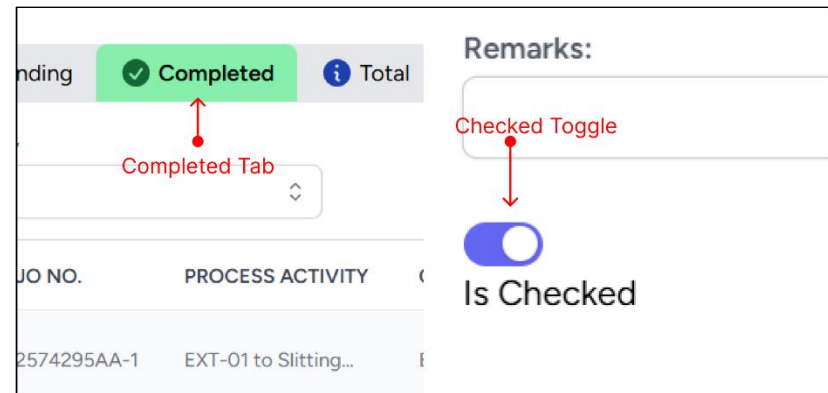 nding
Completed
Total
Completed Tab
JO NO.
PROCESS ACTIVITY
2574295AA-1
EXT-01 to Slitting...
Remarks:
Checked Toggle
Is Checked